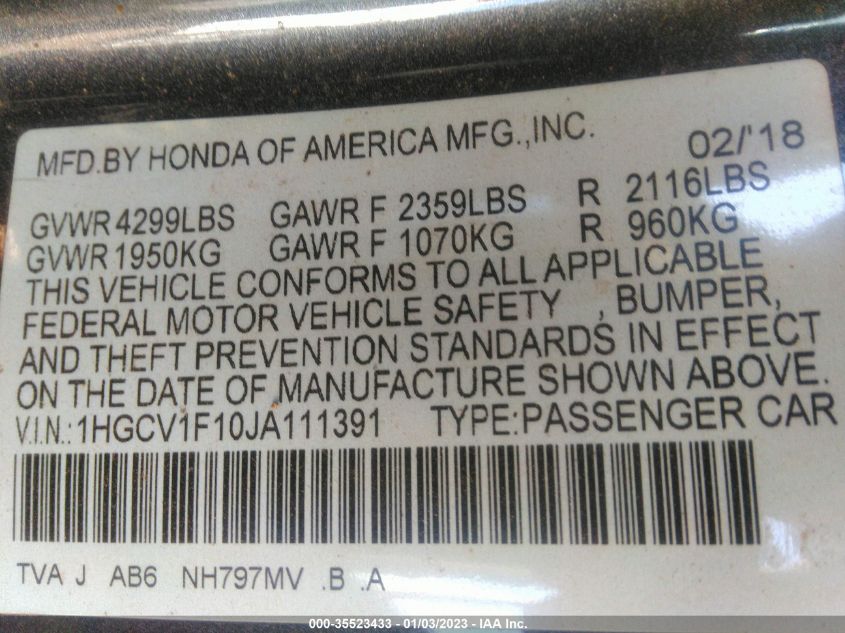 MFD.BY HONDA OF AMERICA MFG.,INC. 02/'18
GVWR 4299LBS GAWR F 2359LBS R 2116LBS
GVWR 1950KG GAWR F 1070KG R 960KG
THIS VEHICLE CONFORMS TO ALL APPLICABLE
FEDERAL MOTOR VEHICLE SAFETY , BUMPER,
AND THEFT PREVENTION STANDARDS IN EFFECT
ON THE DATE OF MANUFACTURE SHOWN ABOVE.
V.I.N.:1HGCV1F10JA111391 TYPE:PASSENGER CAR
TVA J AB6 NH797MV .B .A
000-35523433 - 01/03/2023 - IAA Inc.